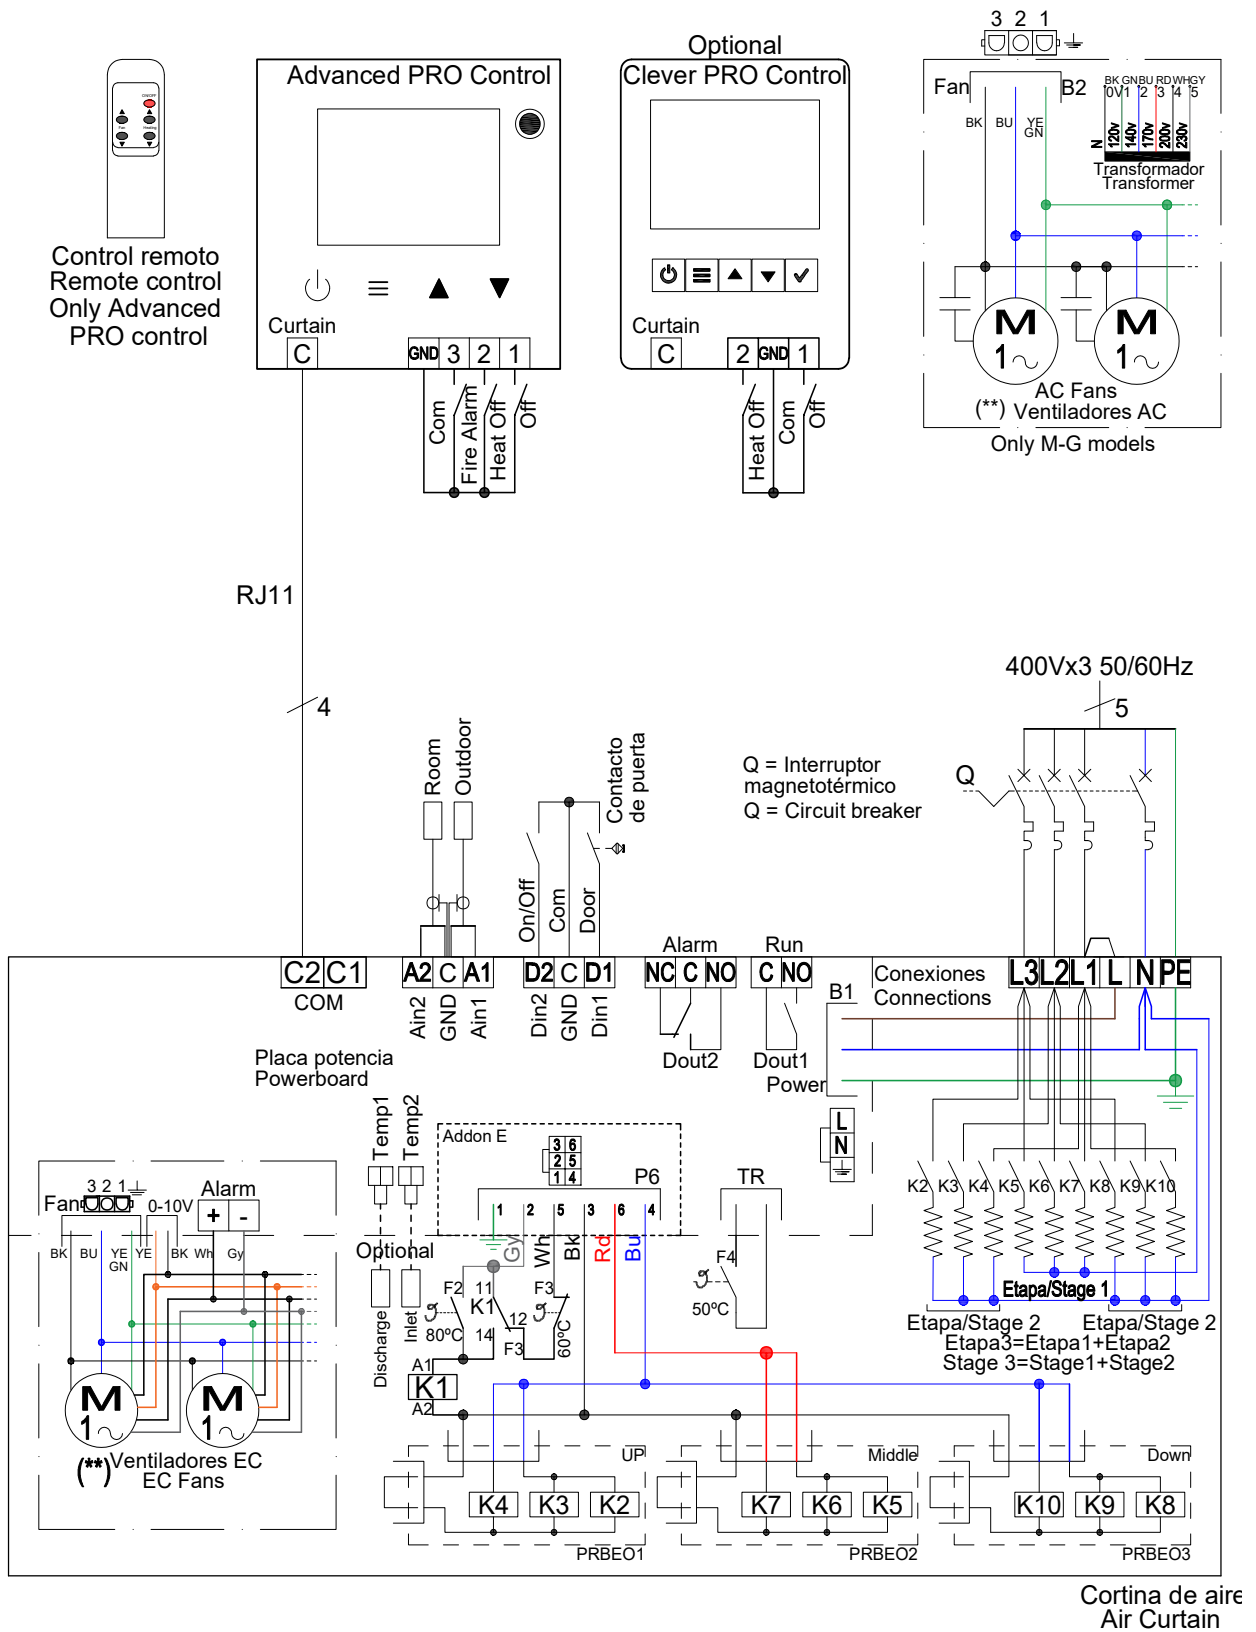 3 2 1
Optional
Advanced PRO Control
Clever PRO Control
ON/OFF
Fan Heating
Control remoto
Remote control
Only Advanced
PRO control
Curtain
C
GND 3 2 1
Com
Fire Alarm
Heat Off
Off
Curtain
C
2 GND 1
Heat Off
Com
Off
Fan
B2
BK BU YE
GN
BK GN BU RD WH GY
0V 1 2 3 4 5
N 120v 140v 170v 200v 230v
Transformador
Transformer
M
1
M
1
AC Fans
(**) Ventiladores AC
Only M-G models
RJ11
4
400Vx3 50/60Hz
5
Room
Outdoor
Contacto
de puerta
On/Off
Com
Door
Q = Interruptor
magnetotérmico
Q = Circuit breaker
Q
Alarm
Run
C2 C1
COM
A2 C A1
Ain2 GND Ain1
D2 C D1
Din2 GND Din1
NC C NO
Dout2
C NO
Dout1
B1
Power
Conexiones
Connections
L3 L2 L1 L N PE
Placa potencia
Powerboard
L
N
Temp1
Temp2
Addon E
3 6
2 5
1 4
P6
1 2 5 3 6 4
Gy Wh Bk Rd Bu
TR
F4
50ºC
K2 K3 K4 K5 K6 K7 K8 K9 K10
Etapa/Stage 1
Etapa/Stage 2
Etapa/Stage 2
Etapa3=Etapa1+Etapa2
Stage 3=Stage1+Stage2
Fan
3 2 1
0-10V
Alarm
+ -
BK BU YE
GN
YE BK Wh Gy
M
1
M
1
(**) Ventiladores EC
EC Fans
Optional
Discharge
Inlet
F2
80ºC
11
K1
12
14
F3
F3
60ºC
A1
K1
A2
UP
K4 K3 K2
PRBEO1
Middle
K7 K6 K5
PRBEO2
Down
K10 K9 K8
PRBEO3
Cortina de aire
Air Curtain